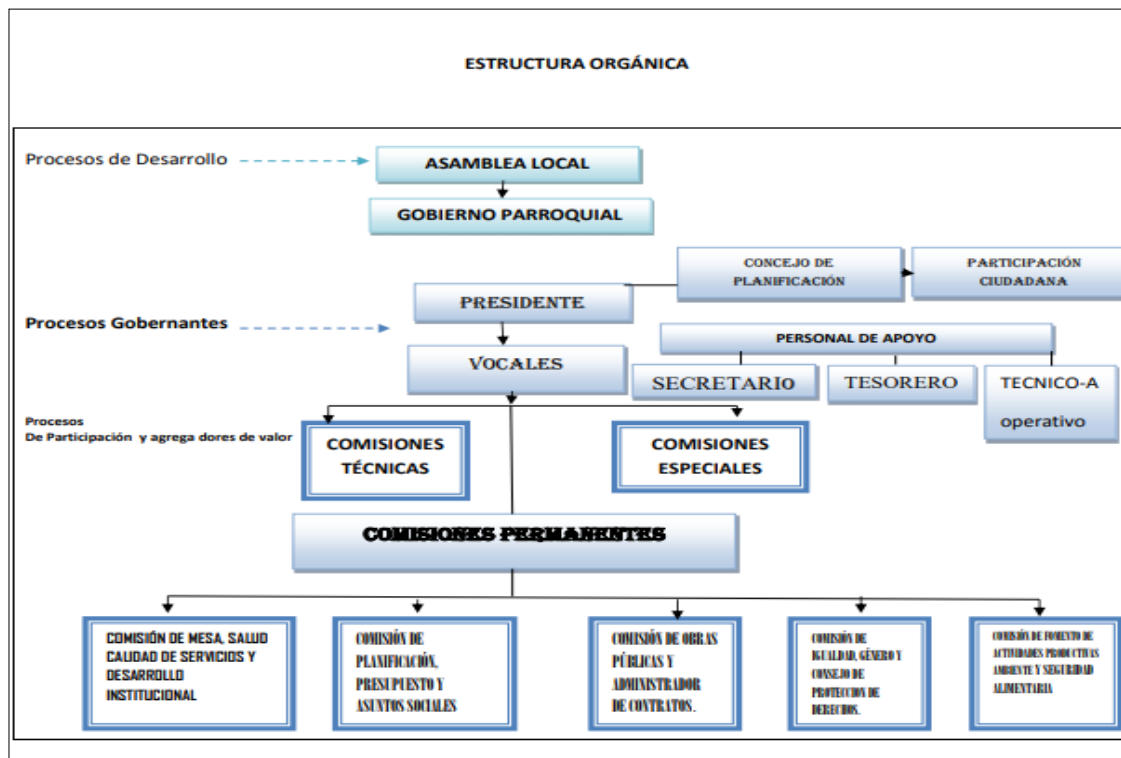 ESTRUCTURA ORGÁNICA
Procesos de Desarrollo
ASAMBLEA LOCAL
GOBIERNO PARROQUIAL
CONCEJO DE
PLANIFICACIÓN
PARTICIPACIÓN
CIUDADANA
PRESIDENTE
Procesos Gobernantes
PERSONAL DE APOYO
VOCALES
SECRETARIO
TESORERO
TECNICO-A
operativo
Procesos
De Participación y agrega dores de valor
COMISIONES
TÉCNICAS
COMISIONES
ESPECIALES
COMISIONES PERMANENTES
COMISIÓN DE MESA, SALUD
CALIDAD DE SERVICIOS Y
DESARROLLO
INSTITUCIONAL
COMISIÓN DE
PLANIFICACIÓN,
PRESUPUESTO Y
ASUNTOS SOCIALES
COMISIÓN DE OBRAS
PÚBLICAS Y
ADMINISTRADOR
DE CONTRATOS.
COMISIÓN DE
IGUALDAD, GÉNERO Y
CONSEJO DE
PROTECCION DE
DERECHOS.
COMISIÓN DE FOMENTO DE
ACTIVIDADES PRODUCTIVAS
AMBIENTE Y SEGURIDAD
ALIMENTARIA